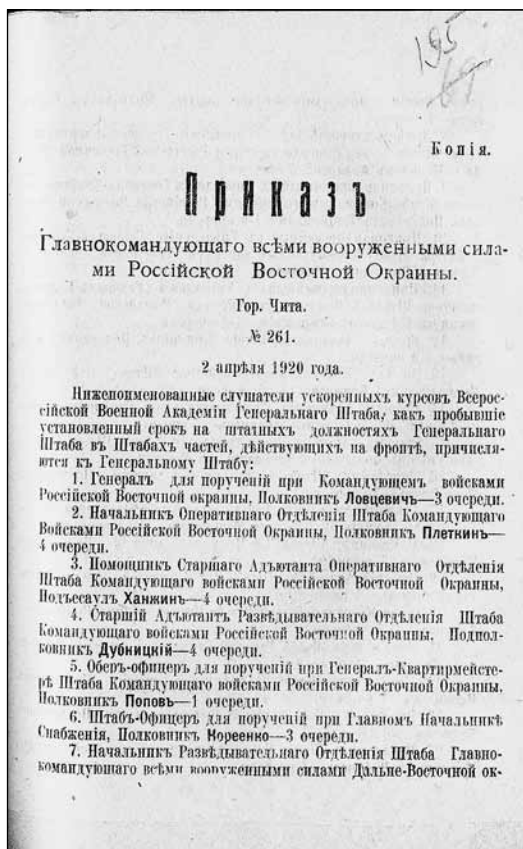 195
Копія.
Приказъ
Главнокомандующаго всѣми вооруженными сила-
ми Россійской Восточной Окраины.
Гор. Чита.
№ 261.
2 апрѣля 1920 года.
Нижепоименованные слушатели ускоренныхъ курсовъ Всерос-
сійской Военной Академіи Генеральнаго Штаба, какъ пробывшіе
установленный срокъ на штатныхъ должностяхъ Генеральнаго
Штаба въ Штабахъ частей, дѣйствующихъ на фронтѣ, причисля-
ются къ Генеральному Штабу:
1. Генералъ для порученій при Командующемъ войсками
Россійской Восточной окраины, Полковникъ Ловцевичъ—3 очереди.
2. Начальникъ Оперативнаго Отдѣленія Штаба Командующаго
Войсками Россійской Восточной Окраины, Полковникъ Плеткинъ—
4 очереди.
3. Помощникъ Старшаго Адъютанта Оперативнаго Отдѣленія
Штаба Командующаго войсками Россійской Восточной Окраины,
Подъесаулъ Ханжинъ—4 очереди.
4. Старшій Адъютантъ Развѣдывательнаго Отдѣленія Штаба
Командующаго войсками Россійской Восточной Окраины, Подпол-
ковникъ Дубницкій—4 очереди.
5. Оберъ-офицеръ для порученій при Генералъ-Квартирмейсте-
рѣ Штаба Командующаго войсками Россійской Восточной Окраины,
Полковникъ Поповъ—1 очереди.
6. Штабъ-Офицеръ для порученій при Главномъ Начальникѣ
Снабженія, Полковникъ Мореенко—3 очереди.
7. Начальникъ Развѣдывательнаго Отдѣленія Штаба Главно-
командующаго всѣми вооруженными силами Дальне-Восточной ок-